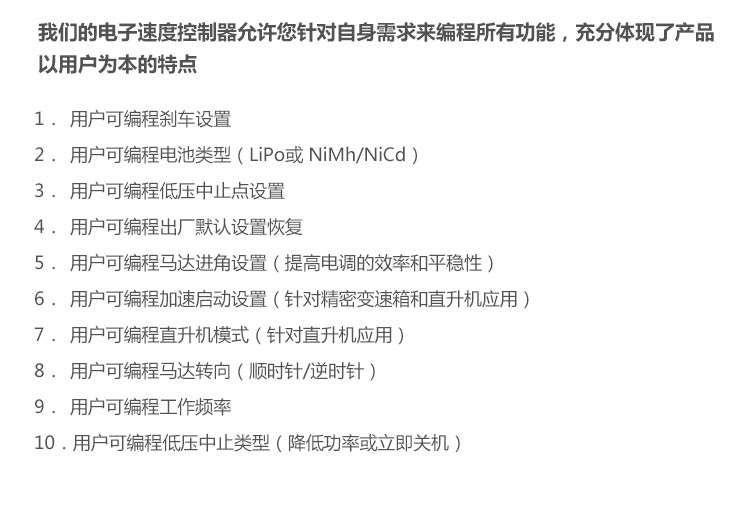 我们的电子速度控制器允许您针对自身需求来编程所有功能，充分体现了产品
以用户为本的特点
1． 用户可编程刹车设置
2． 用户可编程电池类型（LiPo或 NiMh/NiCd）
3． 用户可编程低压中止点设置
4． 用户可编程出厂默认设置恢复
5． 用户可编程马达进角设置（提高电调的效率和平稳性）
6． 用户可编程加速启动设置（针对精密变速箱和直升机应用）
7． 用户可编程直升机模式（针对直升机应用）
8． 用户可编程马达转向（顺时针/逆时针）
9． 用户可编程工作频率
10．用户可编程低压中止类型（降低功率或立即关机）